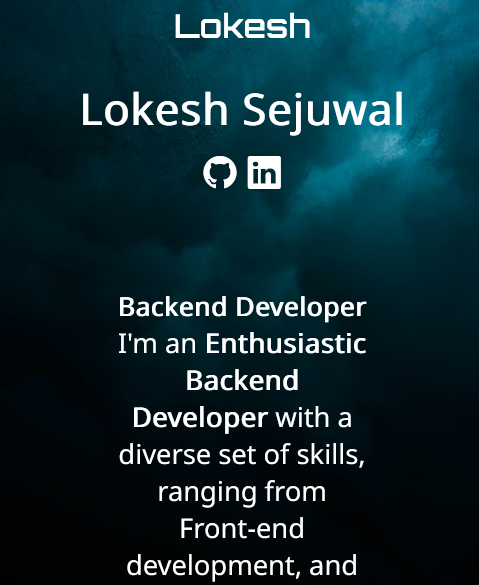 Lokesh
Lokesh Sejuwal
in
Backend Developer
I'm an Enthusiastic
Backend
Developer with a
diverse set of skills,
ranging from
Front-end
development, and